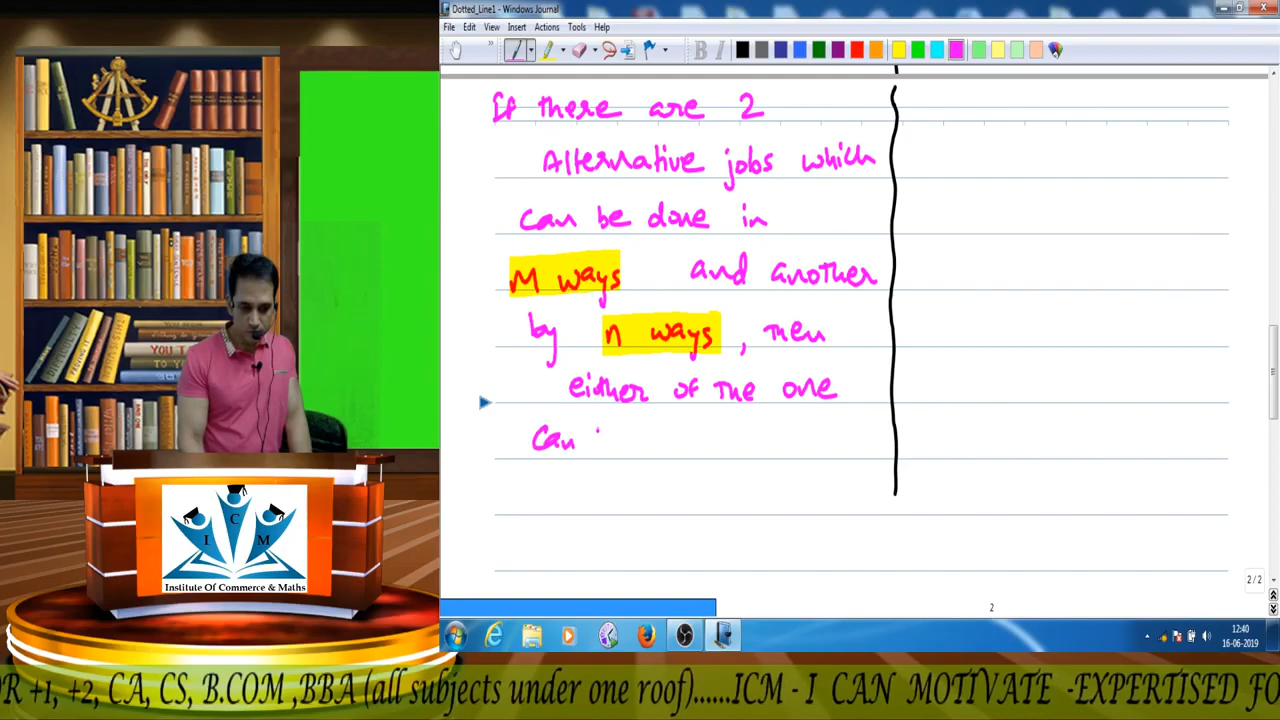 Dotted_Line1 - Windows Journal
File Edit View Insert Actions Tools Help
If there are 2
Alternative jobs which
can be done in
M ways and another
by n ways, then
either of the one
can
2 / 2
2
12:40
16-06-2019
I C M
Institute Of Commerce & Maths
OR +1, +2, CA, CS, B.COM ,BBA (all subjects under one roof)......ICM - I CAN MOTIVATE -EXPERTISED FO